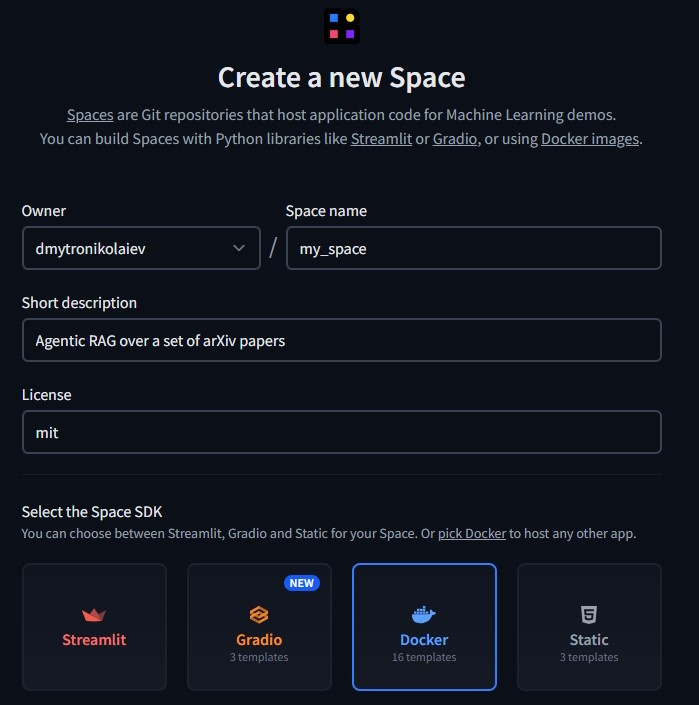 Create a new Space
Spaces are Git repositories that host application code for Machine Learning demos.
You can build Spaces with Python libraries like Streamlit or Gradio, or using Docker images.
Owner
Space name
dmytronikolaiev
/
my_space
Short description
Agentic RAG over a set of arXiv papers
License
mit
Select the Space SDK
You can choose between Streamlit, Gradio and Static for your Space. Or pick Docker to host any other app.
Streamlit
NEW
Gradio
3 templates
Docker
16 templates
Static
3 templates